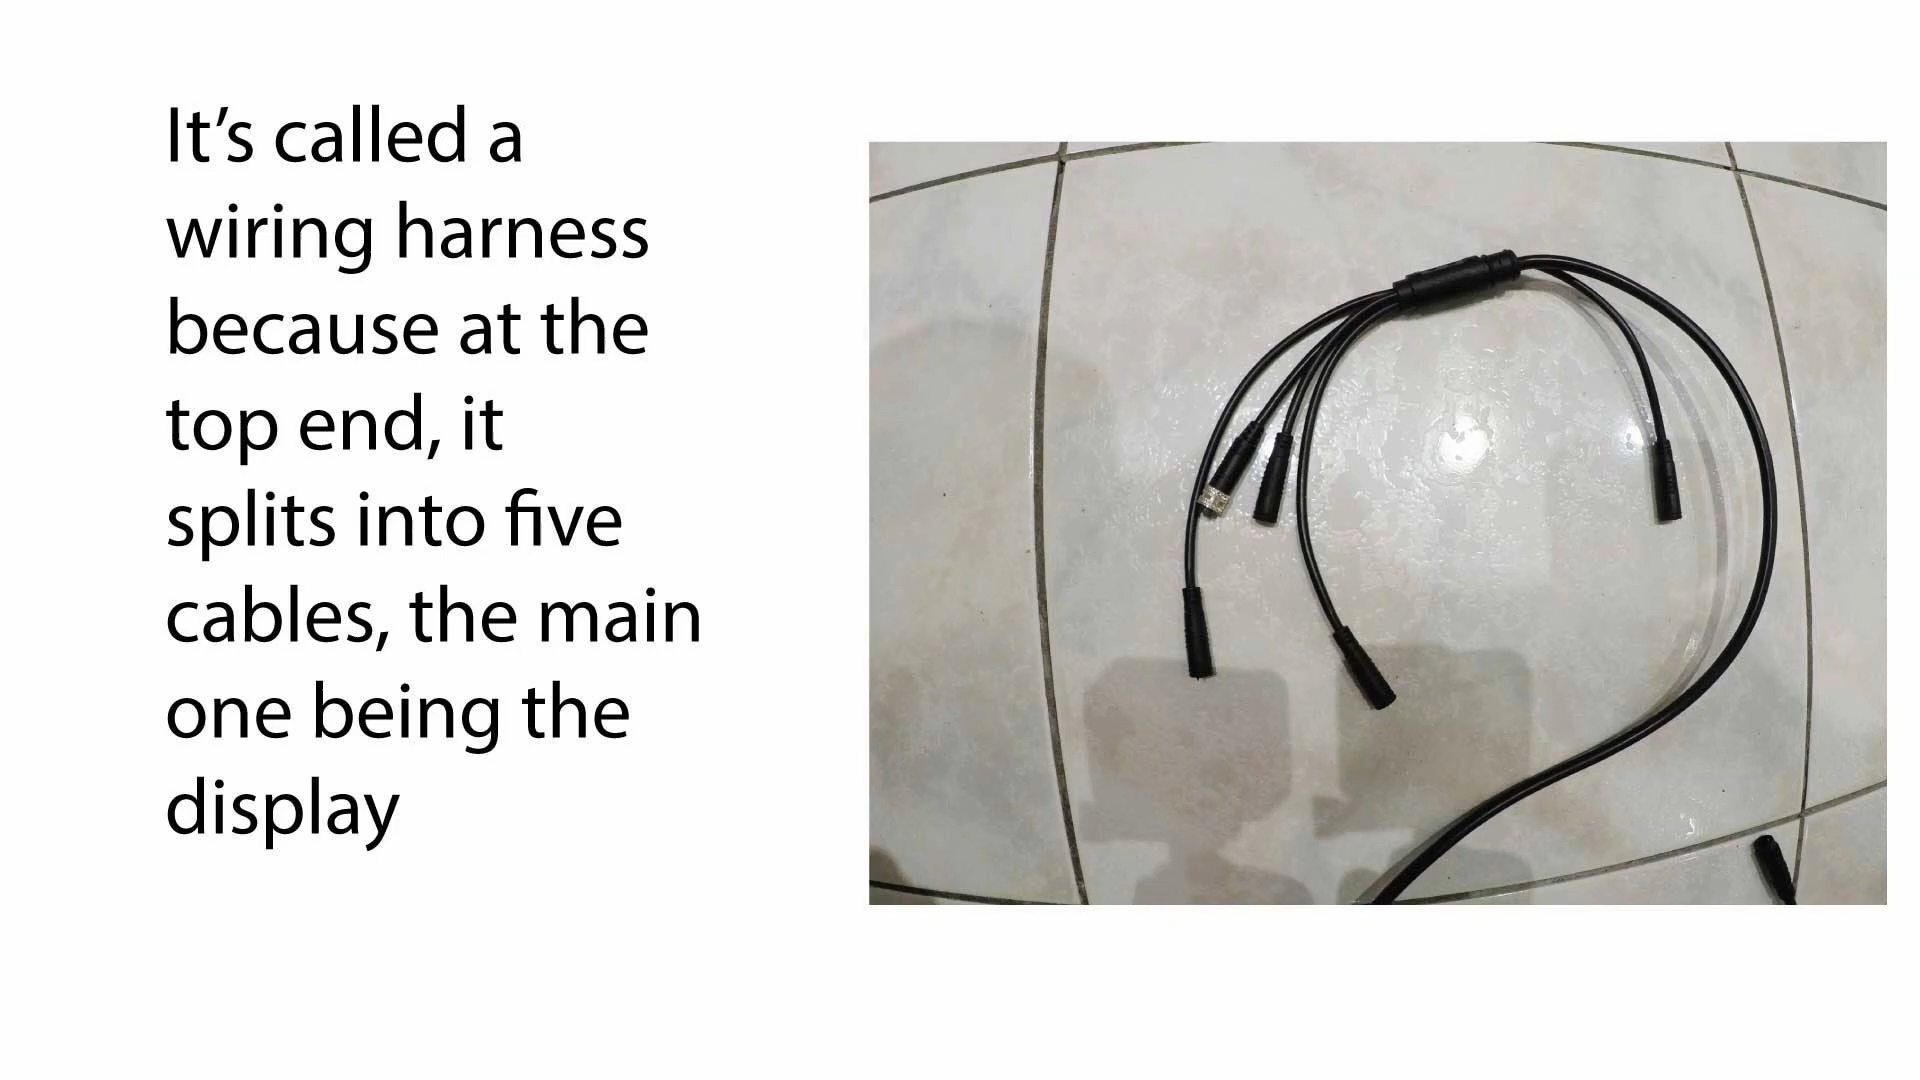 It’s called a
wiring harness
because at the
top end, it
splits into five
cables, the main
one being the
display